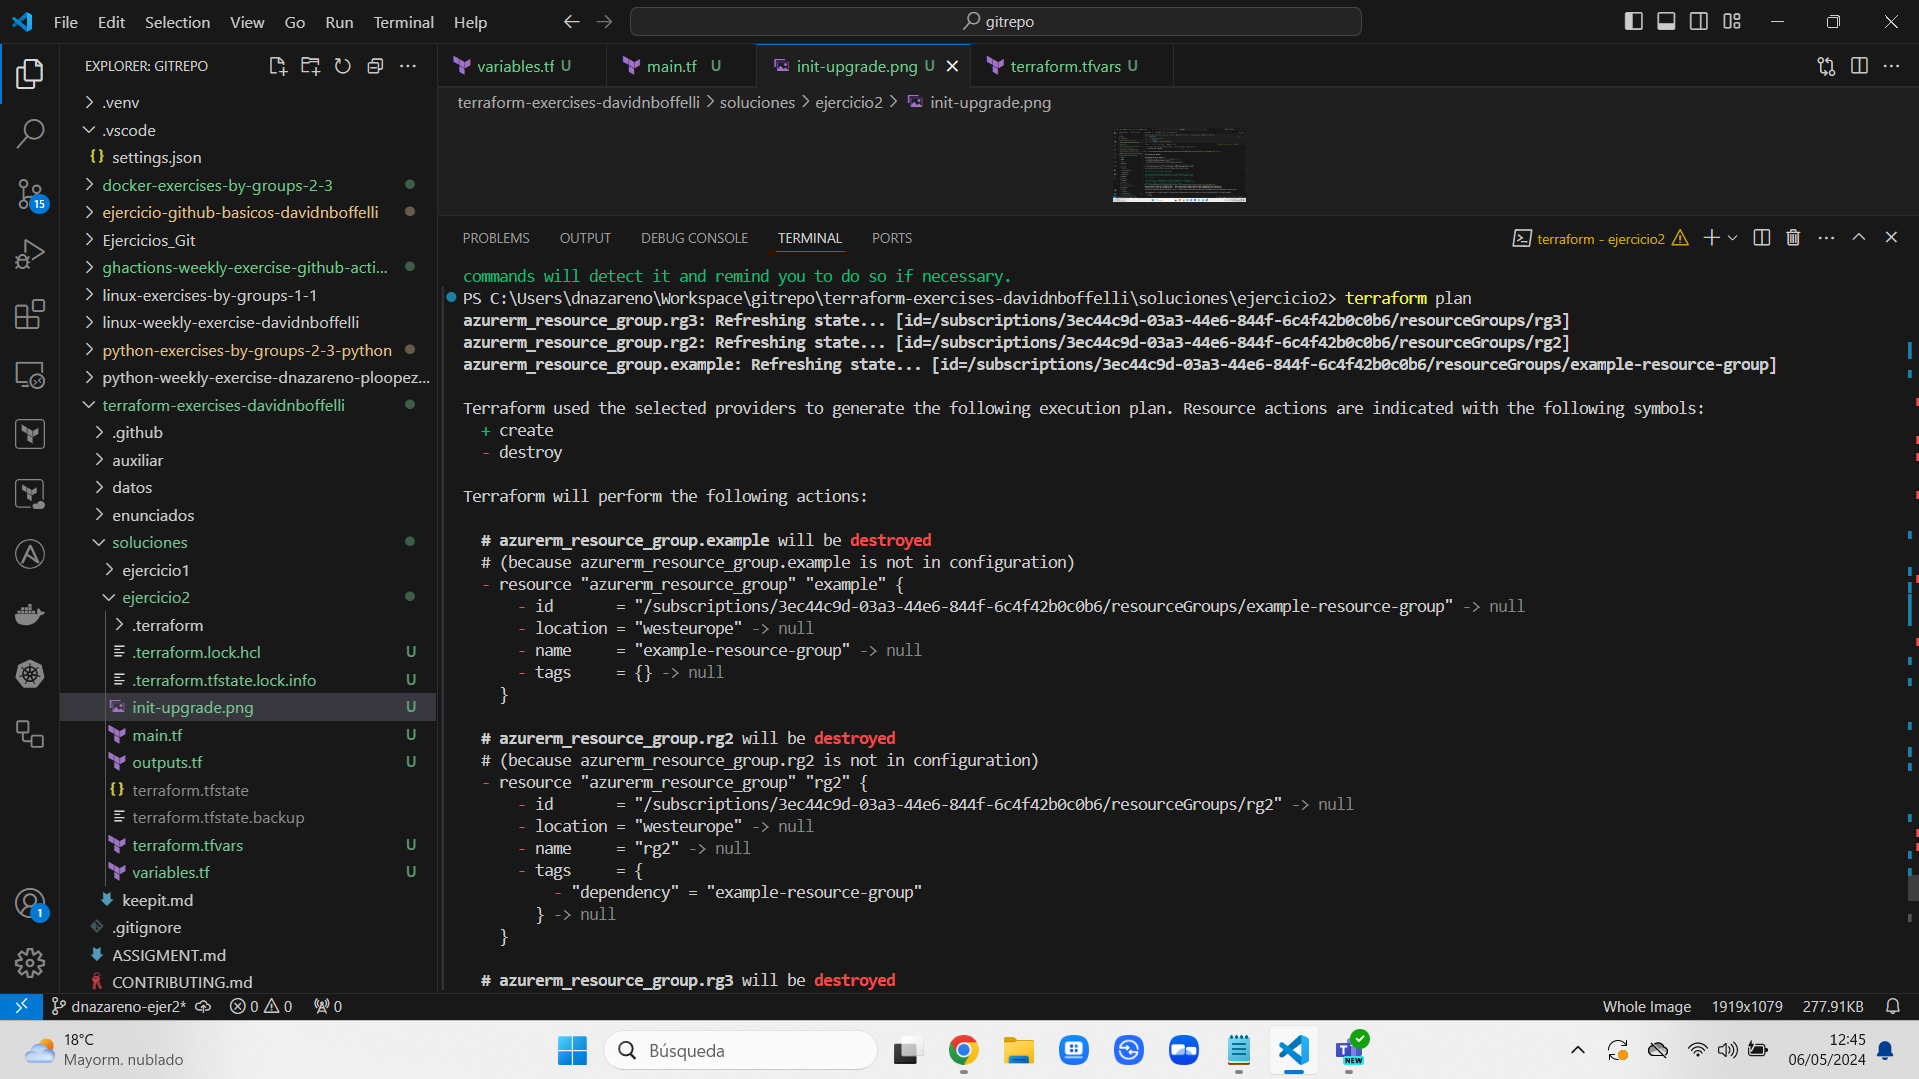 File Edit Selection View Go Run Terminal Help
gitrepo
EXPLORER: GITREPO
.venv
.vscode
{} settings.json
docker-exercises-by-groups-2-3
ejercicio-github-basicos-davidnboffelli
Ejercicios_Git
ghactions-weekly-exercise-github-acti...
linux-exercises-by-groups-1-1
linux-weekly-exercise-davidnboffelli
python-exercises-by-groups-2-3-python
python-weekly-exercise-dnazareno-ploopez...
terraform-exercises-davidnboffelli
.github
auxiliar
datos
enunciados
soluciones
ejercicio1
ejercicio2
.terraform
.terraform.lock.hcl U
.terraform.tfstate.lock.info U
init-upgrade.png U
main.tf U
outputs.tf U
{} terraform.tfstate
terraform.tfstate.backup
terraform.tfvars U
variables.tf U
keepit.md
.gitignore
ASSIGMENT.md
CONTRIBUTING.md
15
1
variables.tf U main.tf U init-upgrade.png U terraform.tfvars U
terraform-exercises-davidnboffelli > soluciones > ejercicio2 > init-upgrade.png
PROBLEMS OUTPUT DEBUG CONSOLE TERMINAL PORTS
terraform - ejercicio2
commands will detect it and remind you to do so if necessary.
PS C:\Users\dnazareno\Workspace\gitrepo\terraform-exercises-davidnboffelli\soluciones\ejercicio2> terraform plan
azurerm_resource_group.rg3: Refreshing state... [id=/subscriptions/3ec44c9d-03a3-44e6-844f-6c4f42b0c0b6/resourceGroups/rg3]
azurerm_resource_group.rg2: Refreshing state... [id=/subscriptions/3ec44c9d-03a3-44e6-844f-6c4f42b0c0b6/resourceGroups/rg2]
azurerm_resource_group.example: Refreshing state... [id=/subscriptions/3ec44c9d-03a3-44e6-844f-6c4f42b0c0b6/resourceGroups/example-resource-group]
Terraform used the selected providers to generate the following execution plan. Resource actions are indicated with the following symbols:
+ create
- destroy
Terraform will perform the following actions:
# azurerm_resource_group.example will be destroyed
# (because azurerm_resource_group.example is not in configuration)
- resource "azurerm_resource_group" "example" {
- id = "/subscriptions/3ec44c9d-03a3-44e6-844f-6c4f42b0c0b6/resourceGroups/example-resource-group" -> null
- location = "westeurope" -> null
- name = "example-resource-group" -> null
- tags = {} -> null
}
# azurerm_resource_group.rg2 will be destroyed
# (because azurerm_resource_group.rg2 is not in configuration)
- resource "azurerm_resource_group" "rg2" {
- id = "/subscriptions/3ec44c9d-03a3-44e6-844f-6c4f42b0c0b6/resourceGroups/rg2" -> null
- location = "westeurope" -> null
- name = "rg2" -> null
- tags = {
- "dependency" = "example-resource-group"
} -> null
}
# azurerm_resource_group.rg3 will be destroyed
dnazareno-ejer2* 0 0 0
Whole Image 1919x1079 277.91KB
18°C
Mayorm. nublado
Búsqueda
NEW
12:45
06/05/2024